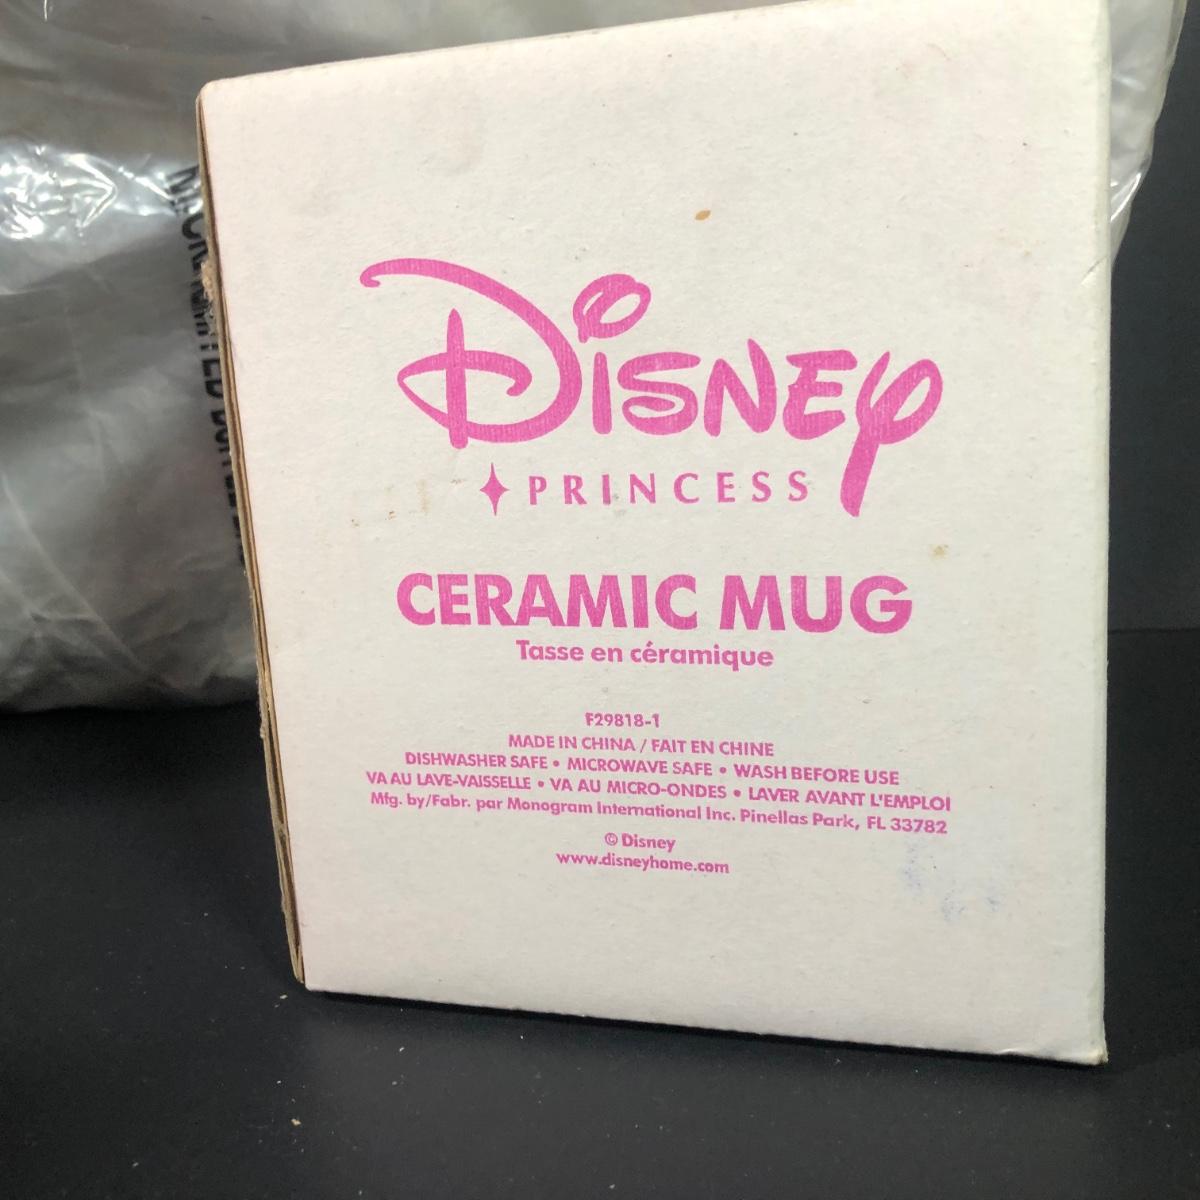 Disney
PRINCESS
CERAMIC MUG
Tasse en céramique
F29818-1
MADE IN CHINA / FAIT EN CHINE
DISHWASHER SAFE • MICROWAVE SAFE • WASH BEFORE USE
VA AU LAVE-VAISSELLE • VA AU MICRO-ONDES • LAVER AVANT L'EMPLOI
Mfg. by/Fabr. par Monogram International Inc. Pinellas Park, FL 33782
© Disney
www.disneyhome.com